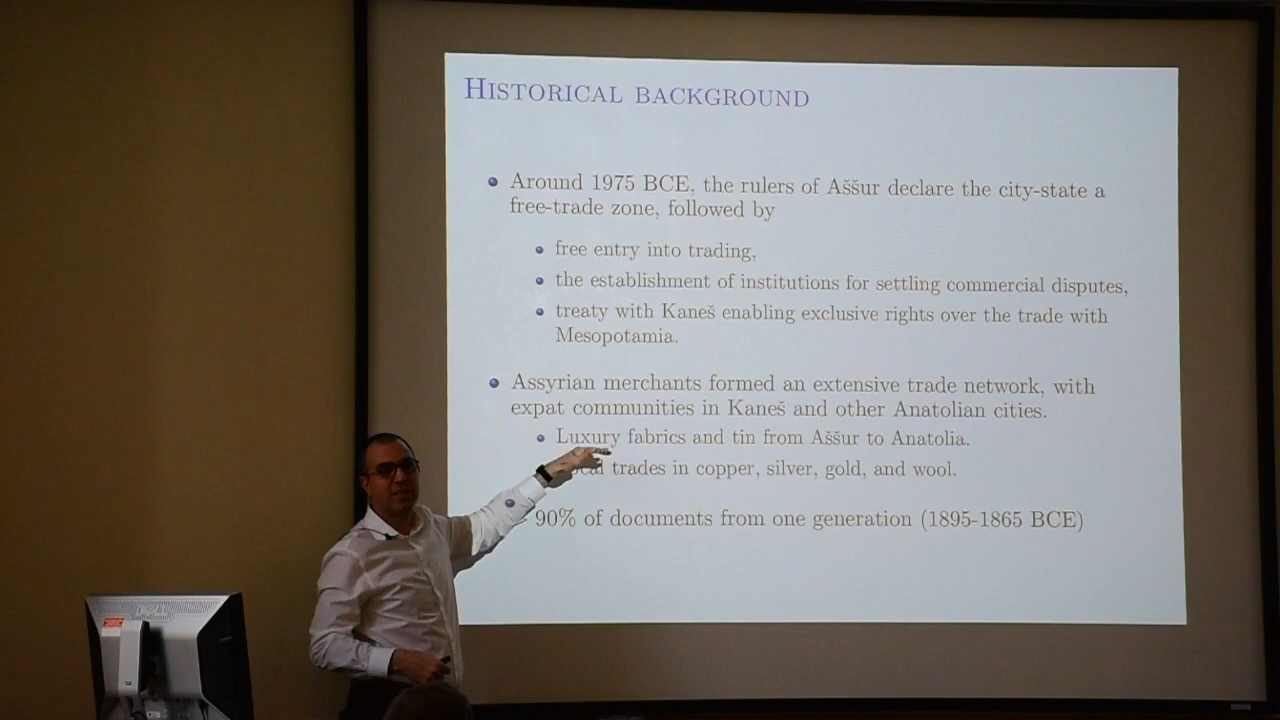 Historical background
Around 1975 BCE, the rulers of Aššur declare the city-state a
free-trade zone, followed by
free entry into trading,
the establishment of institutions for settling commercial disputes,
treaty with Kaneš enabling exclusive rights over the trade with
Mesopotamia.
Assyrian merchants formed an extensive trade network, with
expat communities in Kaneš and other Anatolian cities.
Luxury fabrics and tin from Aššur to Anatolia.
trades in copper, silver, gold, and wool.
90% of documents from one generation (1895-1865 BCE)